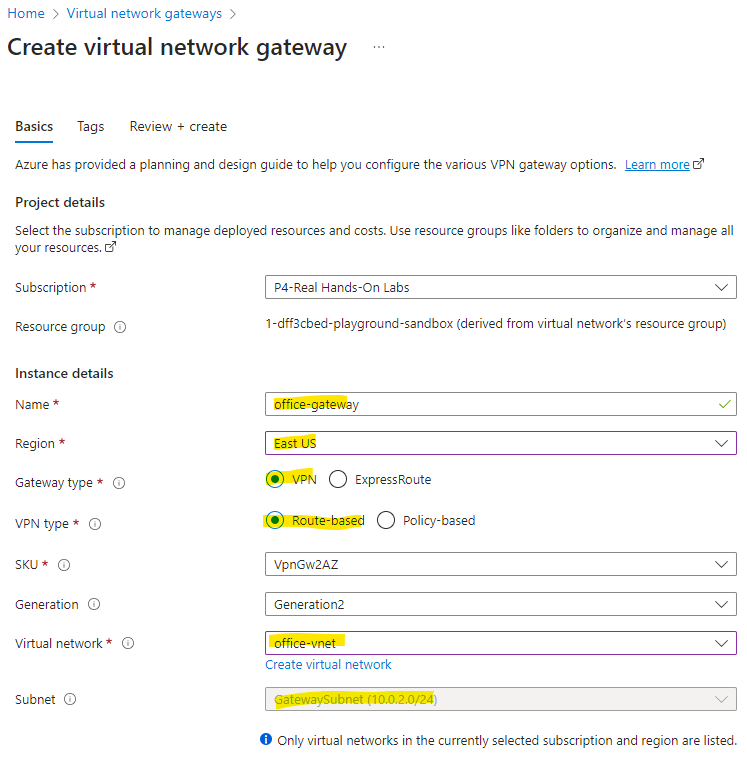 Home > Virtual network gateways >
Create virtual network gateway ...
Basics Tags Review + create
Azure has provided a planning and design guide to help you configure the various VPN gateway options. Learn more
Project details
Select the subscription to manage deployed resources and costs. Use resource groups like folders to organize and manage all
your resources.
Subscription * P4-Real Hands-On Labs
Resource group 1-dff3cbed-playground-sandbox (derived from virtual network's resource group)
Instance details
Name * office-gateway
Region * East US
Gateway type * VPN ExpressRoute
VPN type * Route-based Policy-based
SKU * VpnGw2AZ
Generation Generation2
Virtual network * office-vnet
Create virtual network
Subnet GatewaySubnet (10.0.2.0/24)
Only virtual networks in the currently selected subscription and region are listed.